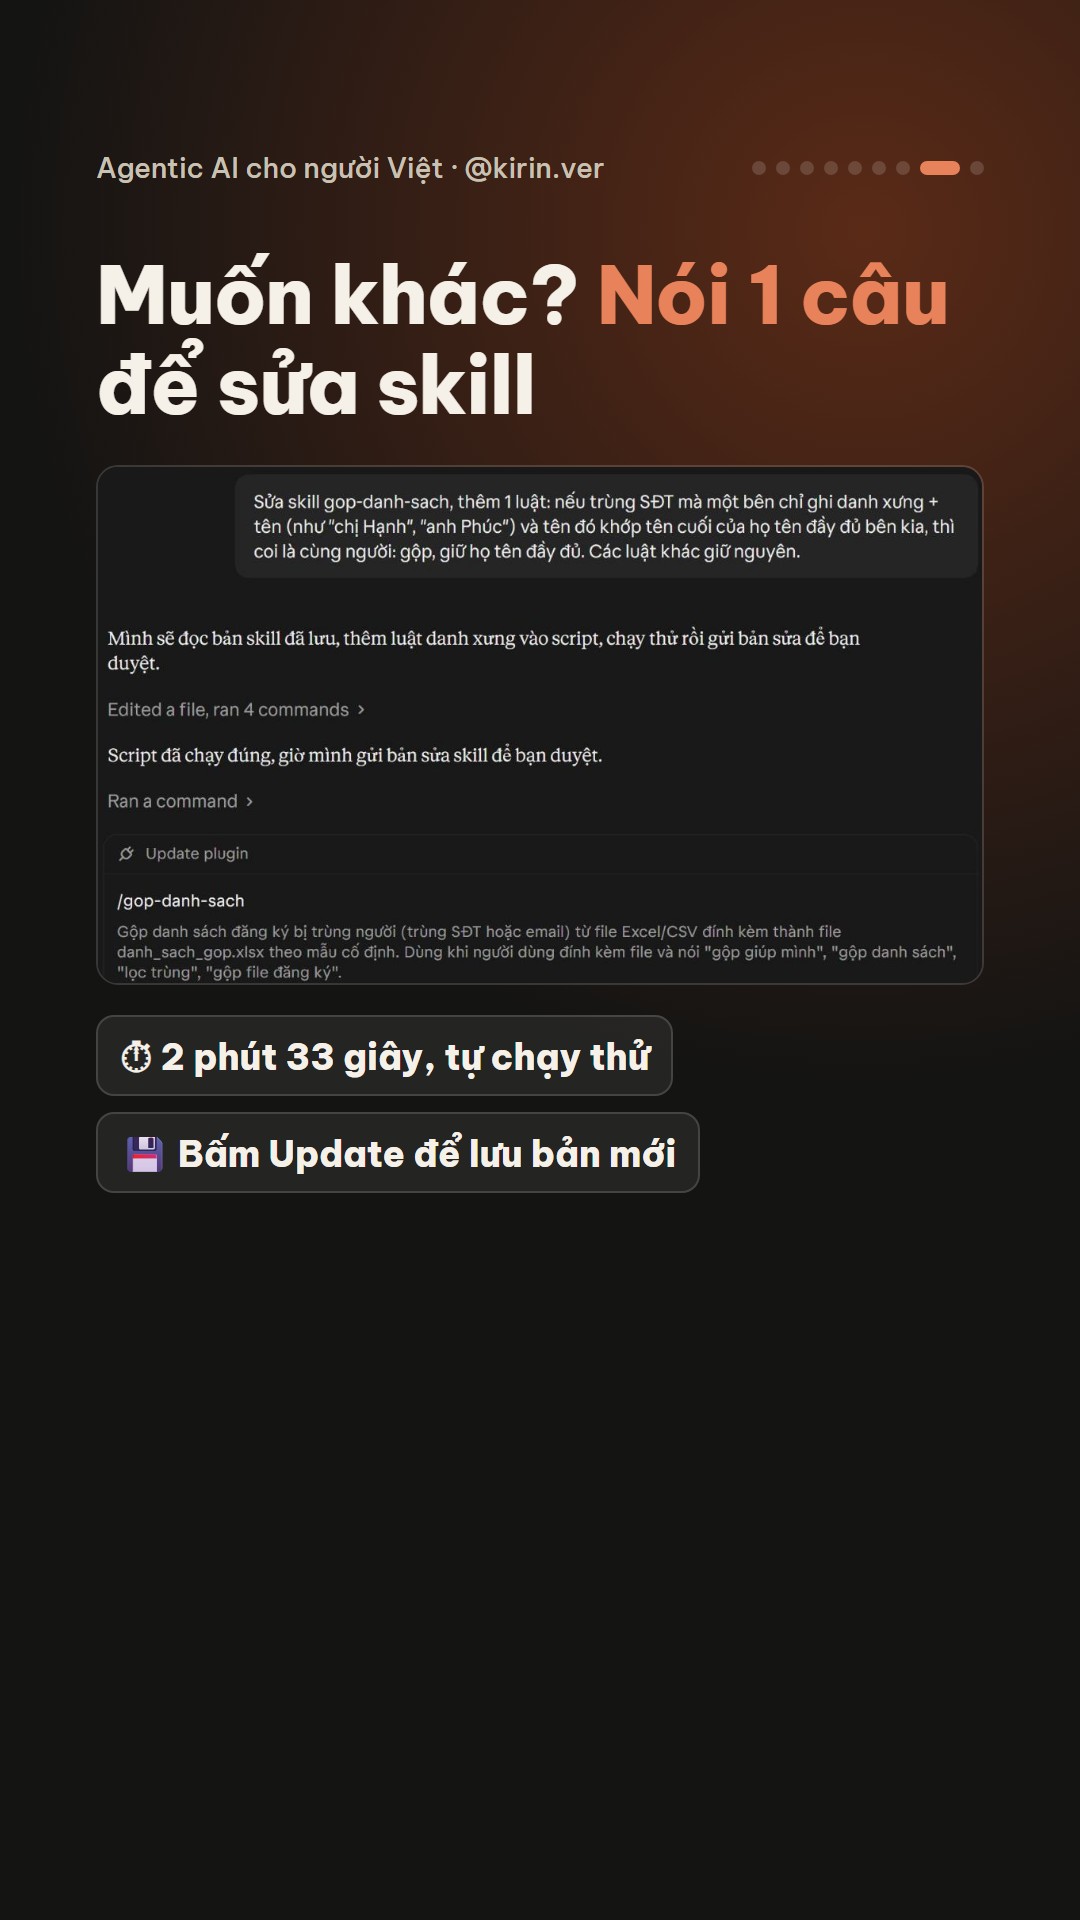 Agentic AI cho người Việt · @kirin.ver
Muốn khác? Nói 1 câu
để sửa skill
Sửa skill gop-danh-sach, thêm 1 luật: nếu trùng SĐT mà một bên chỉ ghi danh xưng +
tên (như "chị Hạnh", "anh Phúc") và tên đó khớp tên cuối của họ tên đầy đủ bên kia, thì
coi là cùng người: gộp, giữ họ tên đầy đủ. Các luật khác giữ nguyên.
Mình sẽ đọc bản skill đã lưu, thêm luật danh xưng vào script, chạy thử rồi gửi bản sửa để bạn
duyệt.
Edited a file, ran 4 commands >
Script đã chạy đúng, giờ mình gửi bản sửa skill để bạn duyệt.
Ran a command >
Update plugin
/gop-danh-sach
Gộp danh sách đăng ký bị trùng người (trùng SĐT hoặc email) từ file Excel/CSV đính kèm thành file
danh_sach_gop.xlsx theo mẫu cố định. Dùng khi người dùng đính kèm file và nói "gộp giúp mình", "gộp danh sách",
"lọc trùng", "gộp file đăng ký".
⏱ 2 phút 33 giây, tự chạy thử
💾 Bấm Update để lưu bản mới